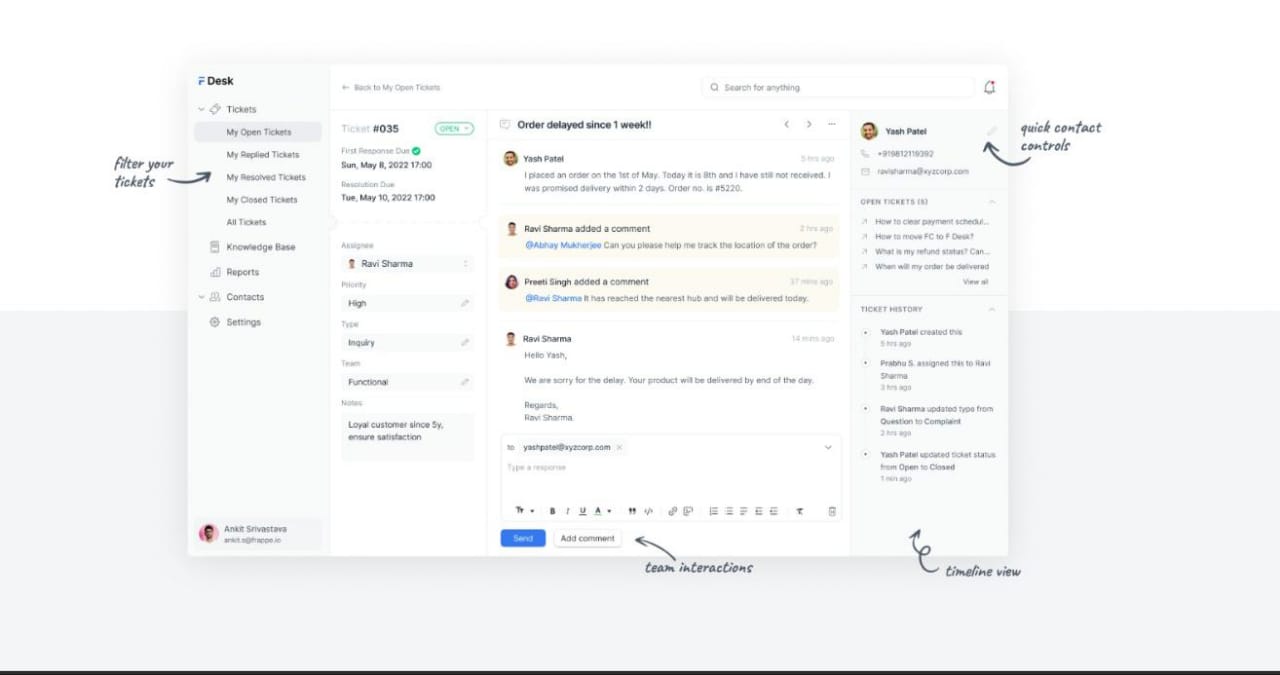 Desk
Tickets
My Open Tickets
My Replied Tickets
My Resolved Tickets
My Closed Tickets
All Tickets
Knowledge Base
Reports
Contacts
Settings
Ankit Srivastava
ankit.s@frappe.io
filter your
tickets
Back to My Open Tickets
Search for anything
Ticket #035
OPEN
First Response Due
Sun, May 8, 2022 17:00
Resolution Due
Tue, May 10, 2022 17:00
Assignee
Ravi Sharma
Priority
High
Type
Inquiry
Team
Functional
Notes
Loyal customer since 5y,
ensure satisfaction
Order delayed since 1 week!!
Yash Patel
5 hrs ago
I placed an order on the 1st of May. Today it is 8th and I have still not received. I
was promised delivery within 2 days. Order no. is #5220.
Ravi Sharma added a comment
2 hrs ago
@Abhay Mukherjee Can you please help me track the location of the order?
Preeti Singh added a comment
37 mins ago
@Ravi Sharma It has reached the nearest hub and will be delivered today.
Ravi Sharma
14 mins ago
Hello Yash,
We are sorry for the delay. Your product will be delivered by end of the day.
Regards,
Ravi Sharma
to yashpatel@xyzcorp.com
Type a response
Send
Add comment
team interactions
Yash Patel
+919812119392
ravisharma@xyzcorp.com
quick contact
controls
OPEN TICKETS (5)
How to clear payment schedul...
How to move FC to F Desk?
What is my refund status? Can...
When will my order be delivered
View all
TICKET HISTORY
Yash Patel created this
5 hrs ago
Prabhu S. assigned this to Ravi
Sharma
3 hrs ago
Ravi Sharma updated type from
Question to Complaint
2 hrs ago
Yash Patel updated ticket status
from Open to Closed
1 min ago
timeline view